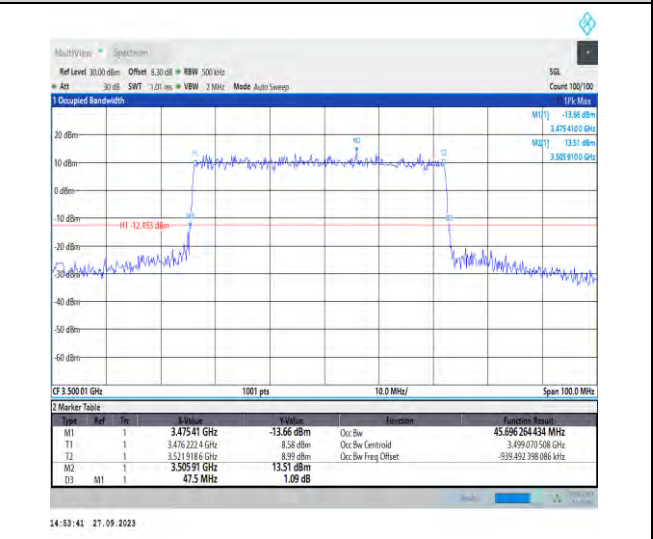 MultiView Spectrum
Ref Level 30.00 dBm Offset 8.30 dB RBW 500 kHz SGL
Att 30 dB SWT 1.01 ms VBW 2 MHz Mode Auto Sweep Count 100/100
1 Occupied Bandwidth 1Pk Max
M1[1] -13.66 dBm
3.475 4100 GHz
M2[1] 13.51 dBm
3.505 9100 GHz
20 dBm
M2
T1 T2
10 dBm
0 dBm
-10 dBm
M1
H1 -12.493 dBm
-20 dBm
-30 dBm
-40 dBm
-50 dBm
-60 dBm
CF 3.500 01 GHz 1001 pts 10.0 MHz/ Span 100.0 MHz
2 Marker Table
Type Ref Trc X-Value Y-Value Function Function Result
M1 1 3.475 41 GHz -13.66 dBm Occ Bw 45.696 264 434 MHz
T1 1 3.476 222 4 GHz 8.58 dBm Occ Bw Centroid 3.499 070 508 GHz
T2 1 3.521 918 6 GHz 8.99 dBm Occ Bw Freq Offset -939.492 398 086 kHz
M2 1 3.505 91 GHz 13.51 dBm
D3 M1 1 47.5 MHz 1.09 dB
14:53:41 27.09.2023